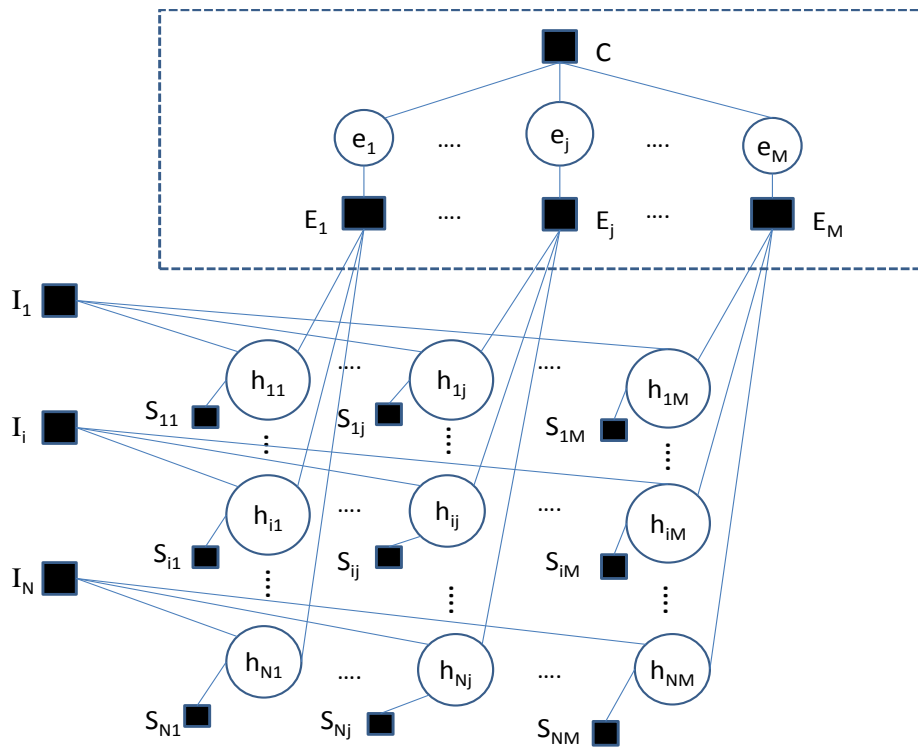 C
e1 .... ej .... eM
E1 .... Ej .... EM
I1
h11 .... h1j .... h1M
S11 S1j S1M
Ii
hi1 .... hij .... hiM
Si1 Sij SiM
IN
hN1 .... hNj .... hNM
SN1 SNj SNM